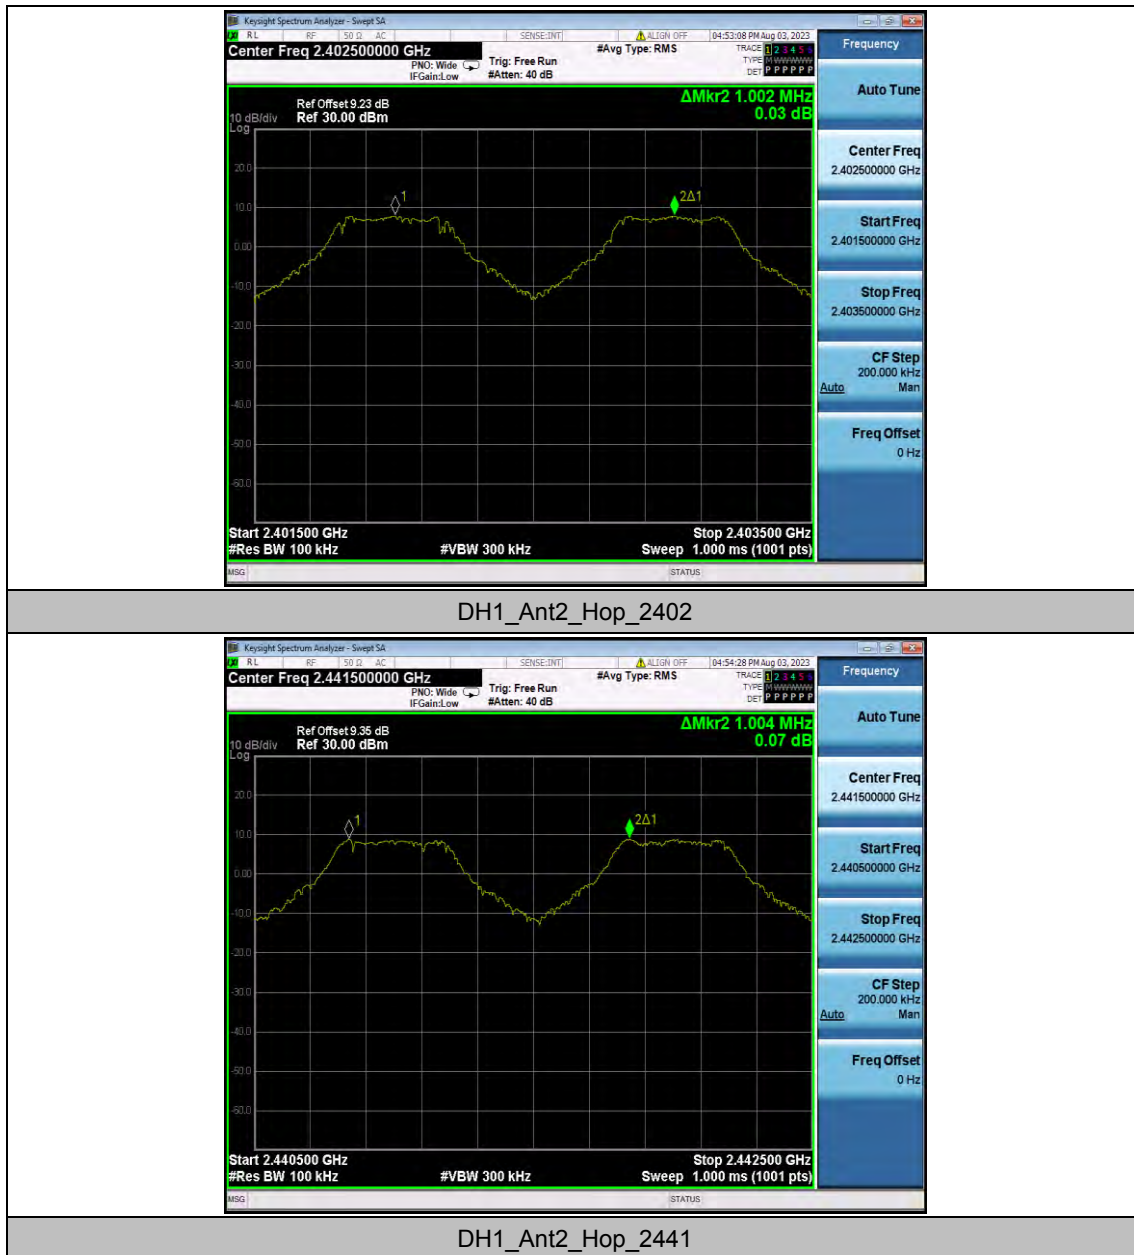 Keysight Spectrum Analyzer - Swept SA
RL RF 50 Ω AC SENSE:INT ALIGN OFF 04:53:08 PM Aug 03, 2023
Center Freq 2.402500000 GHz #Avg Type: RMS TRACE 1 2 3 4 5 6
PNO: Wide Trig: Free Run TYPE M WWWWW
IFGain:Low #Atten: 40 dB DET P P P P P P
Frequency
Auto Tune
ΔMkr2 1.002 MHz
Ref Offset 9.23 dB
10 dB/div Ref 30.00 dBm 0.03 dB
Log
20.0
10.0
0.00
-10.0
-20.0
-30.0
-40.0
-50.0
-60.0
1
2Δ1
Center Freq
2.402500000 GHz
Start Freq
2.401500000 GHz
Stop Freq
2.403500000 GHz
CF Step
200.000 kHz
Auto Man
Freq Offset
0 Hz
Start 2.401500 GHz Stop 2.403500 GHz
#Res BW 100 kHz #VBW 300 kHz Sweep 1.000 ms (1001 pts)
MSG STATUS
DH1_Ant2_Hop_2402
Keysight Spectrum Analyzer - Swept SA
RL RF 50 Ω AC SENSE:INT ALIGN OFF 04:54:28 PM Aug 03, 2023
Center Freq 2.441500000 GHz #Avg Type: RMS TRACE 1 2 3 4 5 6
PNO: Wide Trig: Free Run TYPE M WWWWW
IFGain:Low #Atten: 40 dB DET P P P P P P
Frequency
Auto Tune
ΔMkr2 1.004 MHz
Ref Offset 9.35 dB
10 dB/div Ref 30.00 dBm 0.07 dB
Log
20.0
10.0
0.00
-10.0
-20.0
-30.0
-40.0
-50.0
-60.0
1
2Δ1
Center Freq
2.441500000 GHz
Start Freq
2.440500000 GHz
Stop Freq
2.442500000 GHz
CF Step
200.000 kHz
Auto Man
Freq Offset
0 Hz
Start 2.440500 GHz Stop 2.442500 GHz
#Res BW 100 kHz #VBW 300 kHz Sweep 1.000 ms (1001 pts)
MSG STATUS
DH1_Ant2_Hop_2441